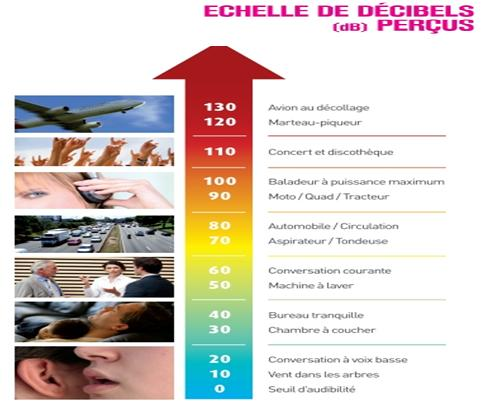 ECHELLE DE DÉCIBELS
(dB) PERÇUS
130 Avion au décollage
120 Marteau-piqueur
110 Concert et discothèque
100 Baladeur à puissance maximum
90 Moto / Quad / Tracteur
80 Automobile / Circulation
70 Aspirateur / Tondeuse
60 Conversation courante
50 Machine à laver
40 Bureau tranquille
30 Chambre à coucher
20 Conversation à voix basse
10 Vent dans les arbres
0 Seuil d'audibilité